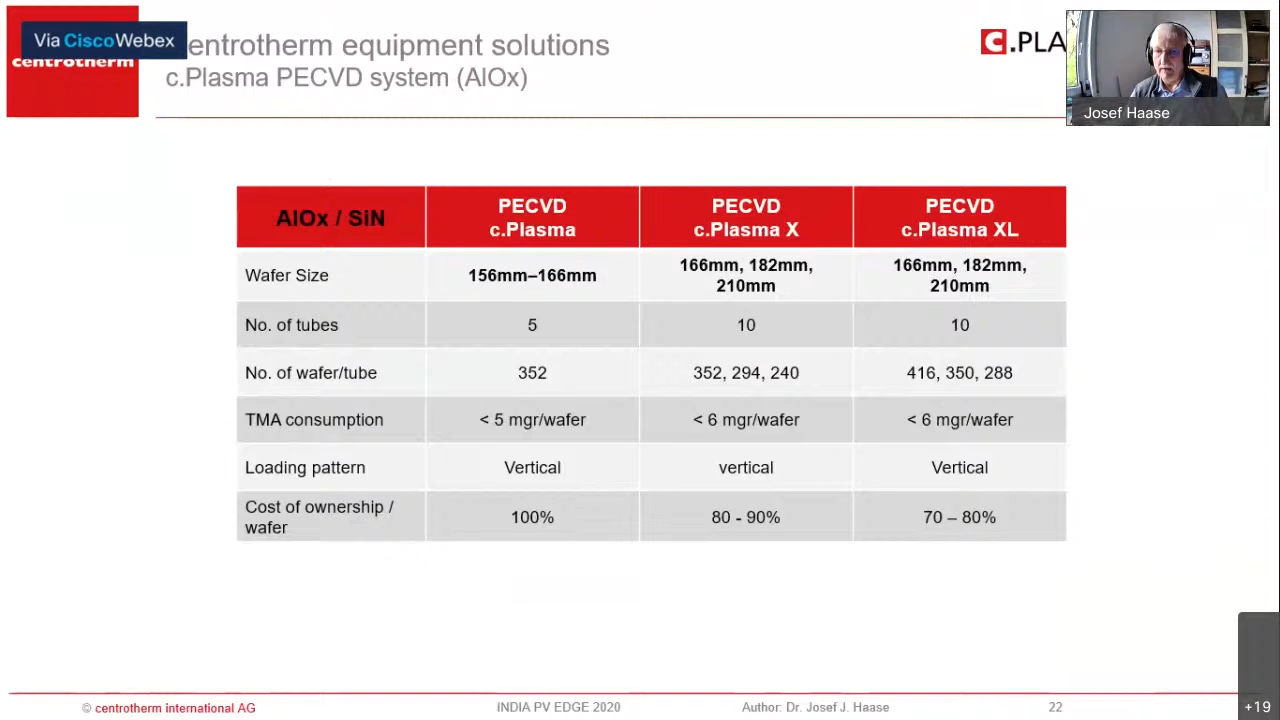 Via Cisco Webex
centrotherm
entrotherm equipment solutions
c.Plasma PECVD system (AlOx)
c.PLA
Josef Haase
AlOx / SiN
PECVD
c.Plasma
PECVD
c.Plasma X
PECVD
c.Plasma XL
Wafer Size
156mm–166mm
166mm, 182mm,
210mm
166mm, 182mm,
210mm
No. of tubes
5
10
10
No. of wafer/tube
352
352, 294, 240
416, 350, 288
TMA consumption
< 5 mgr/wafer
< 6 mgr/wafer
< 6 mgr/wafer
Loading pattern
Vertical
vertical
Vertical
Cost of ownership /
wafer
100%
80 - 90%
70 – 80%
© centrotherm international AG
INDIA PV EDGE 2020
Author: Dr. Josef J. Haase
22
+19